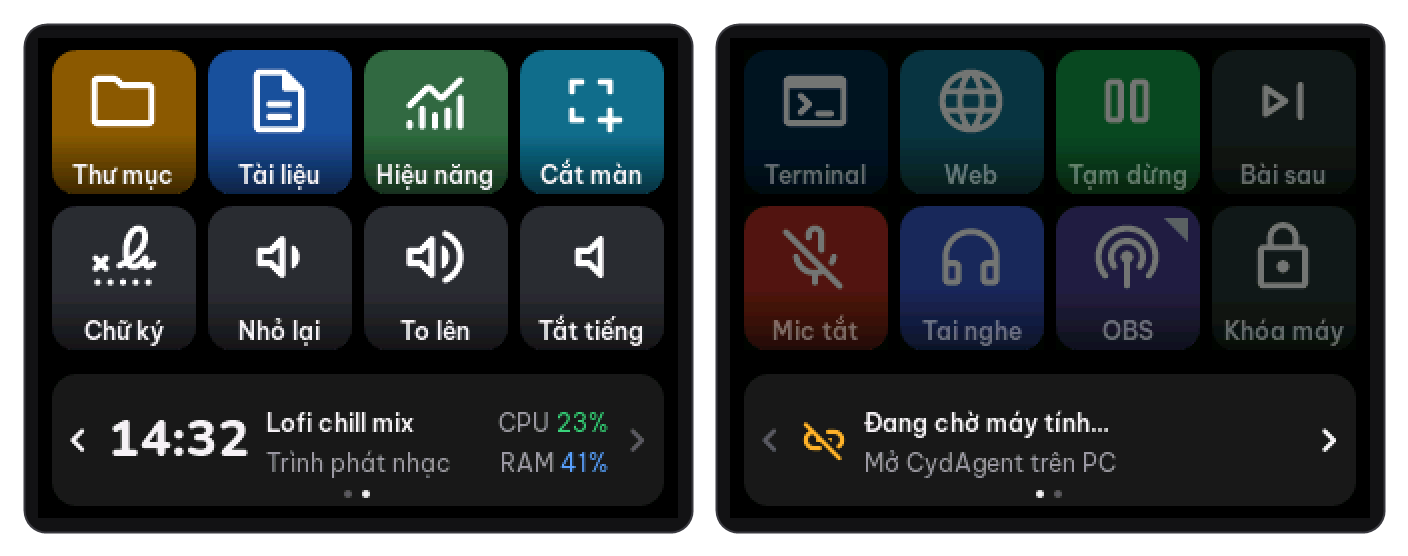 Thư mục
Tài liệu
Hiệu năng
Cắt màn
Chữ ký
Nhỏ lại
To lên
Tắt tiếng
14:32
Lofi chill mix
Trình phát nhạc
CPU 23%
RAM 41%
Terminal
Web
Tạm dừng
Bài sau
Mic tắt
Tai nghe
OBS
Khóa máy
Đang chờ máy tính...
Mở CydAgent trên PC